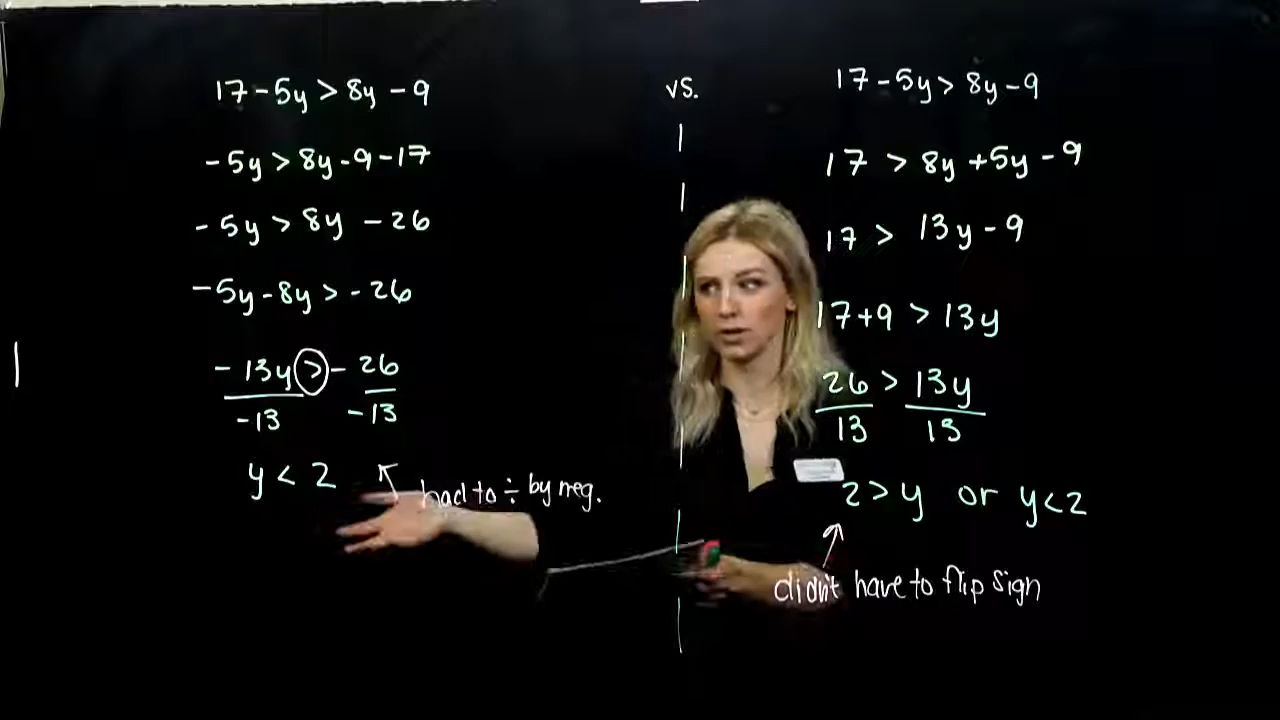 17-5y > 8y - 9
-5y > 8y - 9 - 17
-5y > 8y - 26
-5y - 8y > - 26
-13y > - 26
-13 -13
y < 2
had to ÷ by neg.
vs.
17 - 5y > 8y - 9
17 > 8y + 5y - 9
17 > 13y - 9
17+9 > 13y
26 > 13y
13 13
2 > y or y < 2
didn't have to flip sign